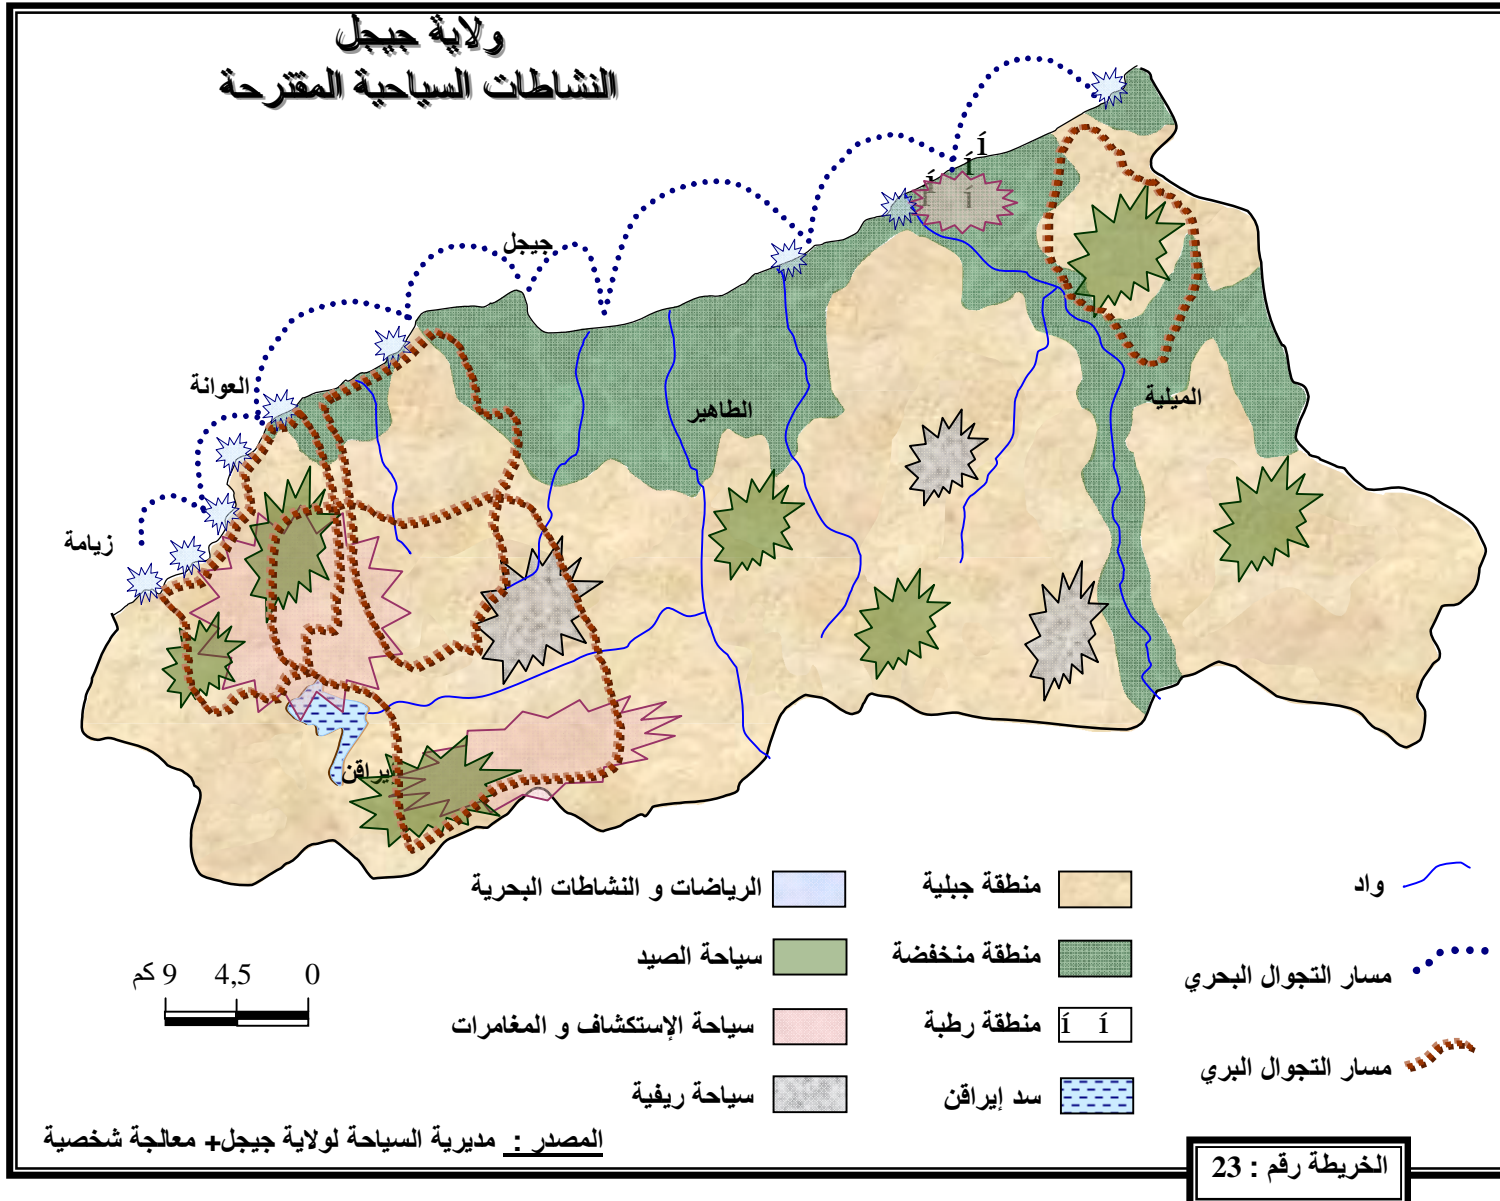 ولاية جيجل
النشاطات السياحية المقترحة
í
í
í
í
جيجل
العوانة
الطاهير
الميلية
زيامة
إيراقن
الرياضات و النشاطات البحرية
منطقة جبلية
واد
سياحة الصيد
منطقة منخفضة
مسار التجوال البحري
0 4,5 9 كم
سياحة الإستكشاف و المغامرات
منطقة رطبة
í í
مسار التجوال البري
سياحة ريفية
سد إيراقن
المصدر : مديرية السياحة لولاية جيجل+ معالجة شخصية
الخريطة رقم : 23